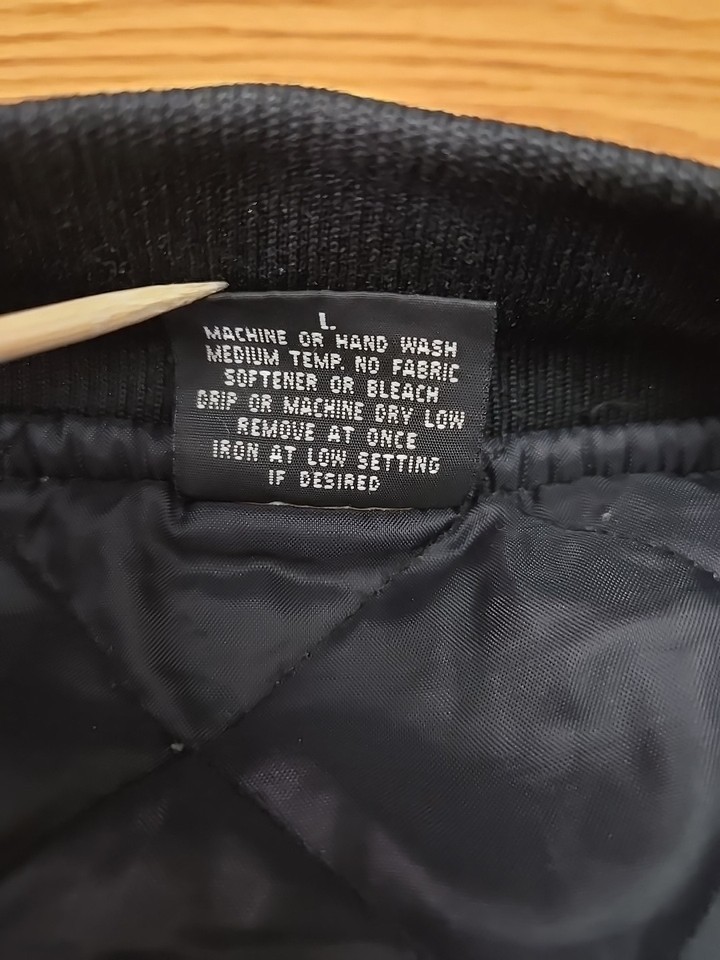 L.
MACHINE OR HAND WASH
MEDIUM TEMP. NO FABRIC
SOFTENER OR BLEACH
DRIP OR MACHINE DRY LOW
REMOVE AT ONCE
IRON AT LOW SETTING
IF DESIRED